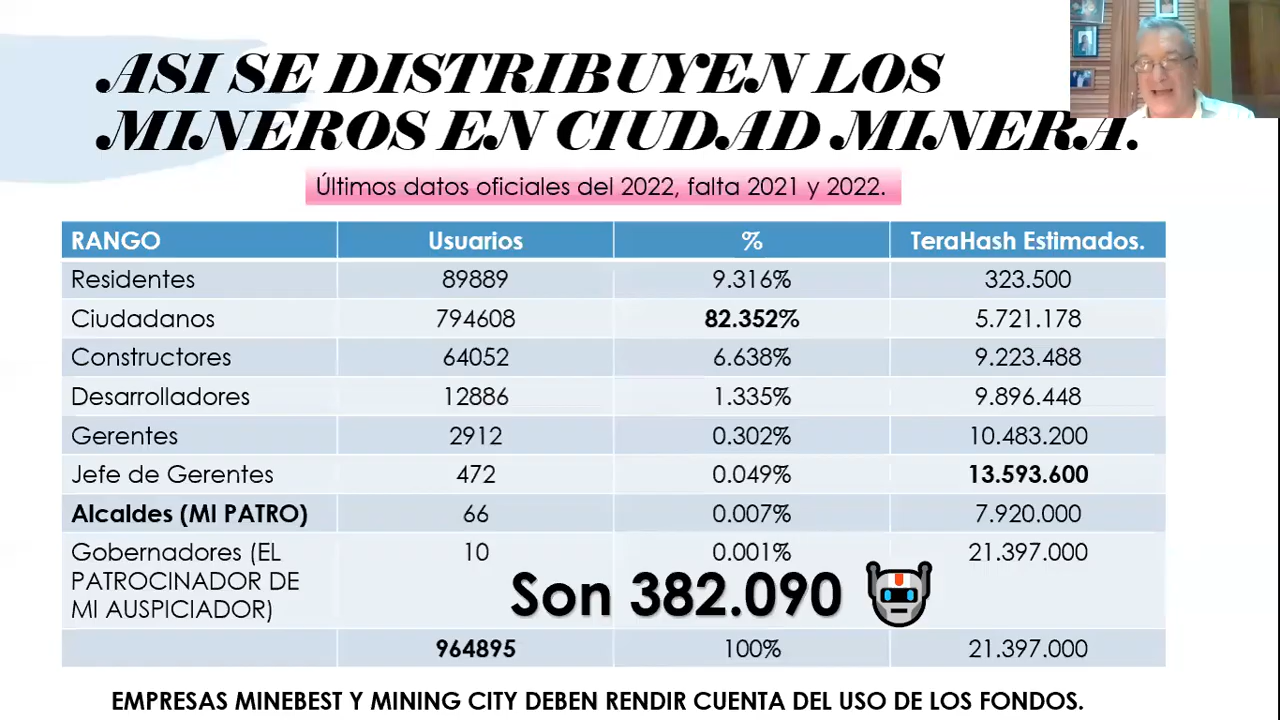 ASI SE DISTRIBUYEN LOS
MINEROS EN CIUDAD MINERA.
Últimos datos oficiales del 2022, falta 2021 y 2022.
RANGO Usuarios % TeraHash Estimados.
Residentes 89889 9.316% 323.500
Ciudadanos 794608 82.352% 5.721.178
Constructores 64052 6.638% 9.223.488
Desarrolladores 12886 1.335% 9.896.448
Gerentes 2912 0.302% 10.483.200
Jefe de Gerentes 472 0.049% 13.593.600
Alcaldes (MI PATRO) 66 0.007% 7.920.000
Gobernadores (EL 10 0.001% 21.397.000
PATROCINADOR DE
MI AUSPICIADOR)
Son 382.090
964895 100% 21.397.000
EMPRESAS MINEBEST Y MINING CITY DEBEN RENDIR CUENTA DEL USO DE LOS FONDOS.